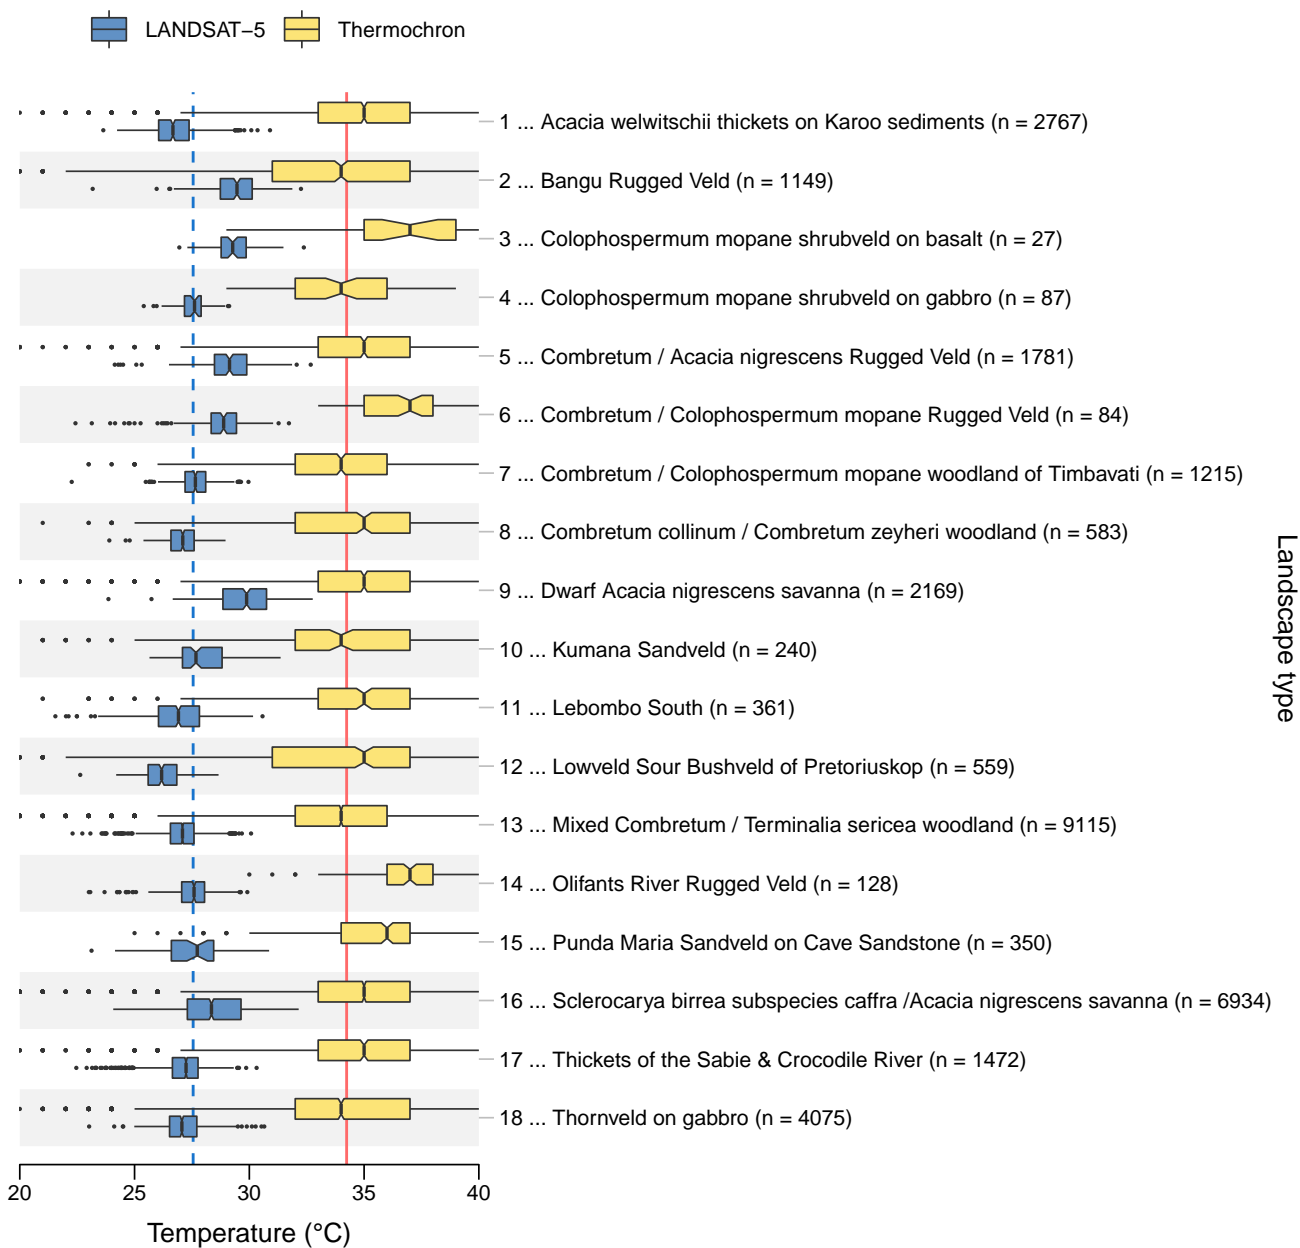 LANDSAT−5 Thermochron
1 ... Acacia welwitschii thickets on Karoo sediments (n = 2767)
2 ... Bangu Rugged Veld (n = 1149)
3 ... Colophospermum mopane shrubveld on basalt (n = 27)
4 ... Colophospermum mopane shrubveld on gabbro (n = 87)
5 ... Combretum / Acacia nigrescens Rugged Veld (n = 1781)
6 ... Combretum / Colophospermum mopane Rugged Veld (n = 84)
7 ... Combretum / Colophospermum mopane woodland of Timbavati (n = 1215)
8 ... Combretum collinum / Combretum zeyheri woodland (n = 583)
9 ... Dwarf Acacia nigrescens savanna (n = 2169)
10 ... Kumana Sandveld (n = 240)
11 ... Lebombo South (n = 361)
12 ... Lowveld Sour Bushveld of Pretoriuskop (n = 559)
13 ... Mixed Combretum / Terminalia sericea woodland (n = 9115)
14 ... Olifants River Rugged Veld (n = 128)
15 ... Punda Maria Sandveld on Cave Sandstone (n = 350)
16 ... Sclerocarya birrea subspecies caffra /Acacia nigrescens savanna (n = 6934)
17 ... Thickets of the Sabie & Crocodile River (n = 1472)
18 ... Thornveld on gabbro (n = 4075)
Landscape type
20 25 30 35 40
Temperature (°C)